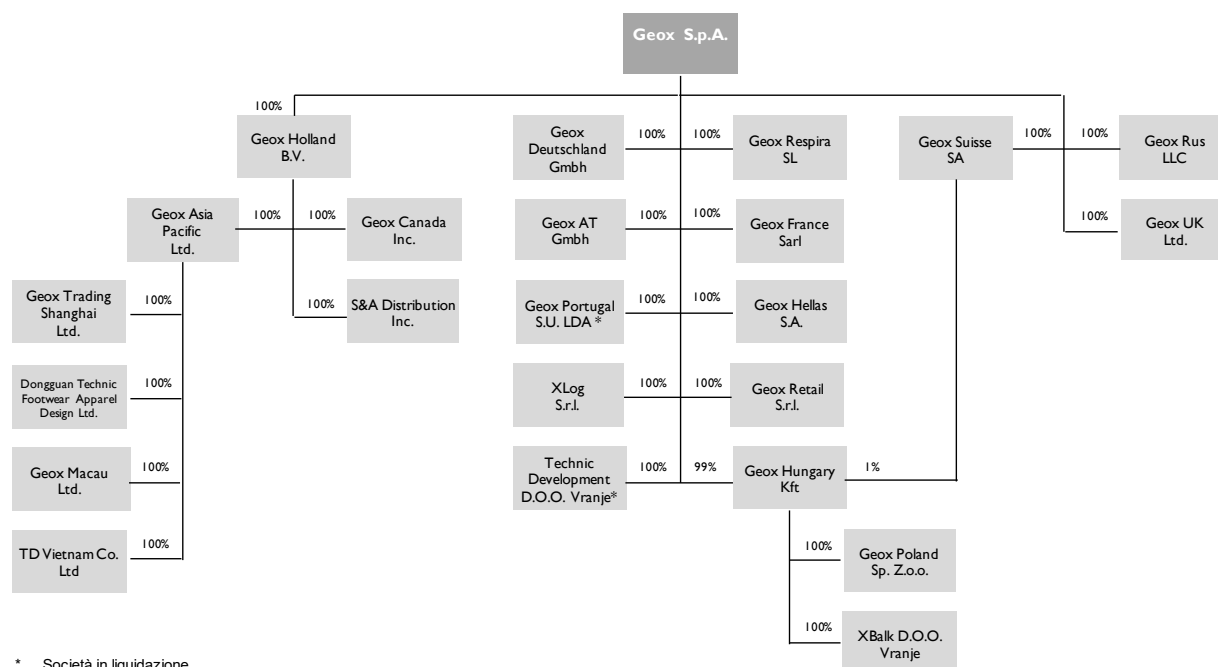 Geox S.p.A.
100%
Geox Holland
B.V.
Geox
Deutschland
Gmbh
100%
100%
Geox Respira
SL
Geox Suisse
SA
100%
100%
Geox Rus
LLC
Geox Asia
Pacific
Ltd.
100%
100%
Geox Canada
Inc.
Geox AT
Gmbh
100%
100%
Geox France
Sarl
100%
Geox UK
Ltd.
Geox Trading
Shanghai
Ltd.
100%
100%
S&A Distribution
Inc.
Geox Portugal
S.U. LDA *
100%
100%
Geox Hellas
S.A.
Dongguan Technic
Footwear Apparel
Design Ltd.
100%
XLog
S.r.l.
100%
100%
Geox Retail
S.r.l.
Geox Macau
Ltd.
100%
Technic
Development
D.O.O. Vranje*
100%
99%
Geox Hungary
Kft
1%
TD Vietnam Co.
Ltd
100%
100%
Geox Poland
Sp. Z.o.o.
100%
XBalk D.O.O.
Vranje
* Società in liquidazione